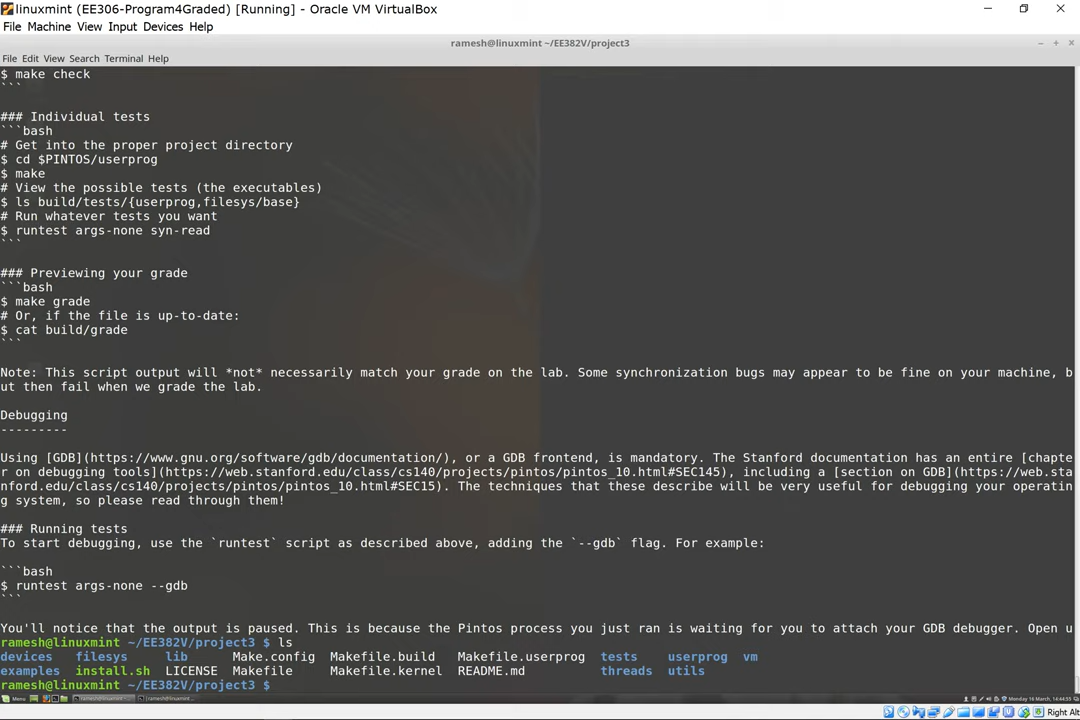 linuxmint (EE306-Program4Graded) [Running] - Oracle VM VirtualBox
File Machine View Input Devices Help
ramesh@linuxmint ~/EE382V/project3
File Edit View Search Terminal Help
$ make check
```
### Individual tests
```bash
# Get into the proper project directory
$ cd $PINTOS/userprog
$ make
# View the possible tests (the executables)
$ ls build/tests/{userprog,filesys/base}
# Run whatever tests you want
$ runtest args-none syn-read
```
### Previewing your grade
```bash
$ make grade
# Or, if the file is up-to-date:
$ cat build/grade
```
Note: This script output will *not* necessarily match your grade on the lab. Some synchronization bugs may appear to be fine on your machine, b
ut then fail when we grade the lab.
Debugging
---------
Using [GDB](https://www.gnu.org/software/gdb/documentation/), or a GDB frontend, is mandatory. The Stanford documentation has an entire [chapte
r on debugging tools](https://web.stanford.edu/class/cs140/projects/pintos/pintos_10.html#SEC145), including a [section on GDB](https://web.sta
nford.edu/class/cs140/projects/pintos/pintos_10.html#SEC15). The techniques that these describe will be very useful for debugging your operatin
g system, so please read through them!
### Running tests
To start debugging, use the `runtest` script as described above, adding the `--gdb` flag. For example:
```bash
$ runtest args-none --gdb
```
You'll notice that the output is paused. This is because the Pintos process you just ran is waiting for you to attach your GDB debugger. Open u
ramesh@linuxmint ~/EE382V/project3 $ ls
devices filesys lib Make.config Makefile.build Makefile.userprog tests userprog vm
examples install.sh LICENSE Makefile Makefile.kernel README.md threads utils
ramesh@linuxmint ~/EE382V/project3 $
Menu
Monday 16 March, 14:44:55
Right Alt